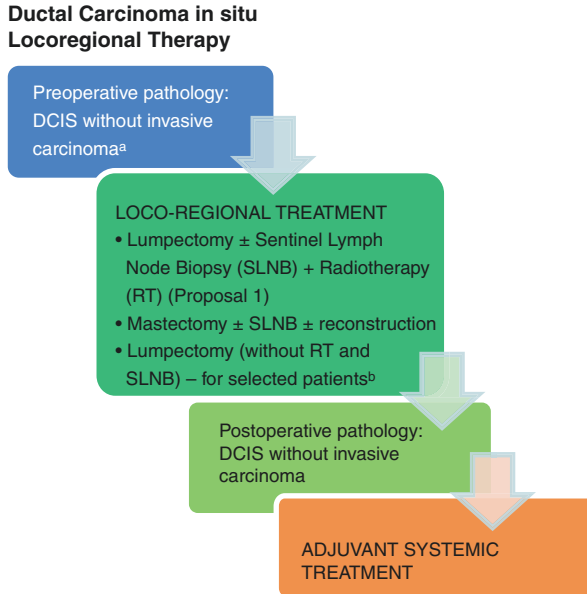 Ductal Carcinoma in situ
Locoregional Therapy
Preoperative pathology:
DCIS without invasive
carcinomaᵃ
LOCO-REGIONAL TREATMENT
• Lumpectomy ± Sentinel Lymph
Node Biopsy (SLNB) + Radiotherapy
(RT) (Proposal 1)
• Mastectomy ± SLNB ± reconstruction
• Lumpectomy (without RT and
SLNB) – for selected patientsᵇ
Postoperative pathology:
DCIS without invasive
carcinoma
ADJUVANT SYSTEMIC
TREATMENT